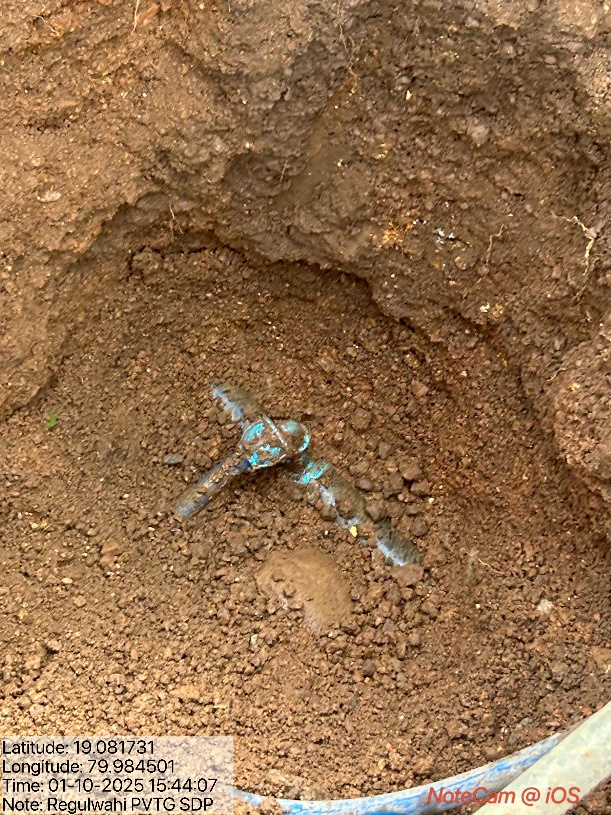 Latitude: 19.081731
Longitude: 79.984501
Time: 01-10-2025 15:44:07
Note: Regulwahi PVTG SDP
NoteCam @ iOS